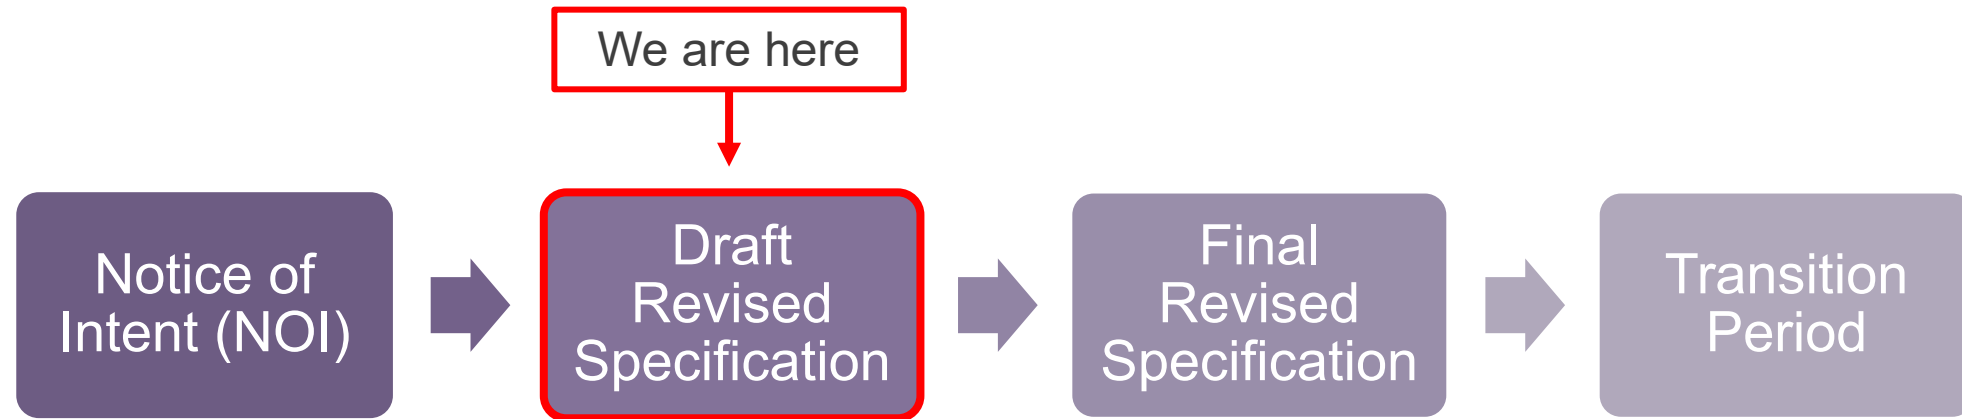 We are here
Notice of
Intent (NOI)
Draft
Revised
Specification
Final
Revised
Specification
Transition
Period